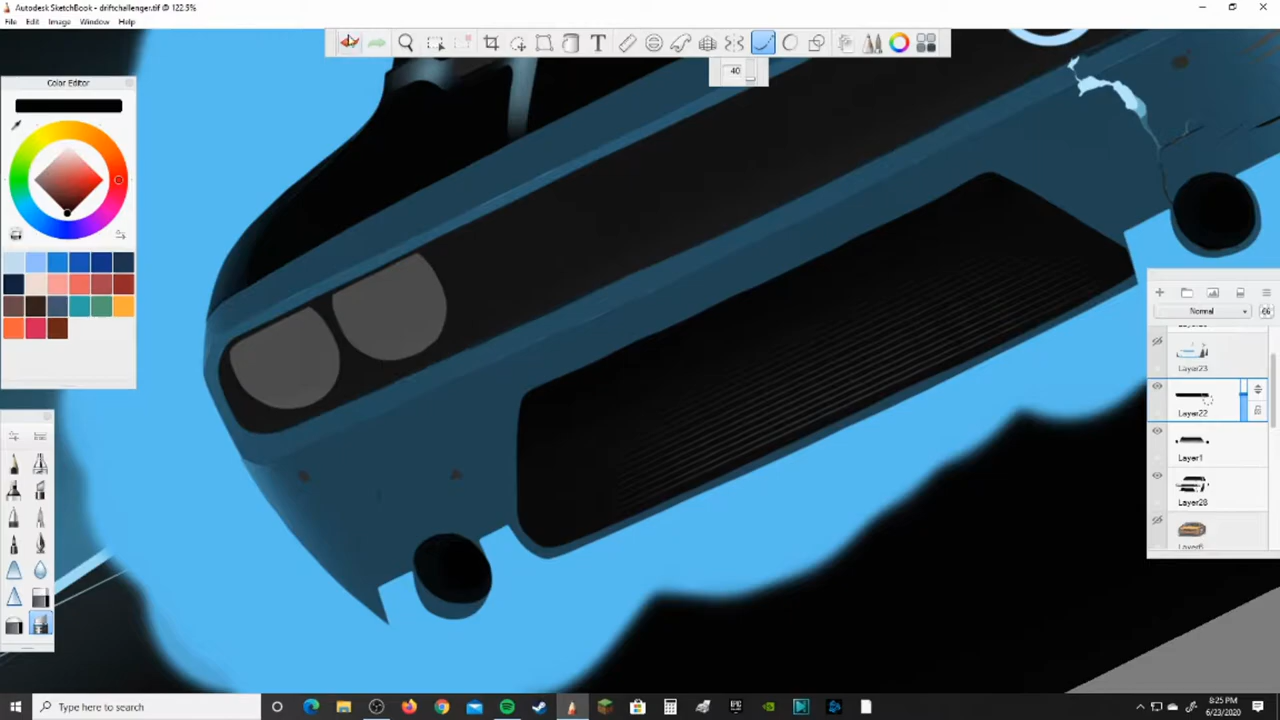 Autodesk SketchBook - driftchallenger.tif @ 122.5%
File Edit Image Window Help
40
Color Editor
Normal
66
Layer23
Layer22
Layer1
Layer28
Type here to search
8:25 PM
6/23/2020